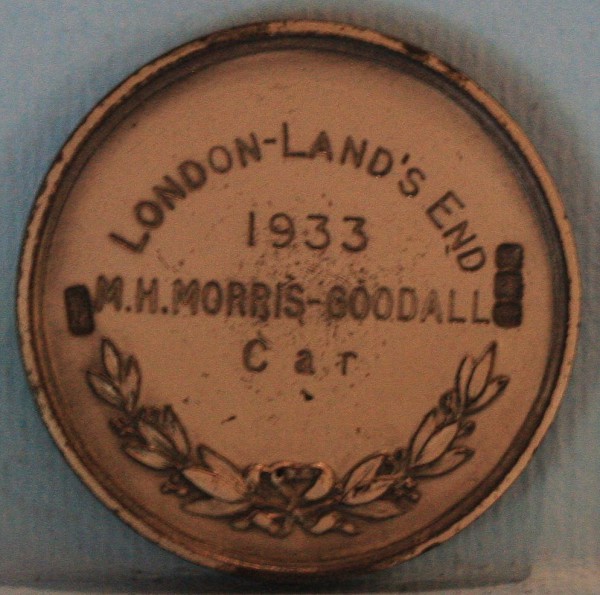 LONDON-LAND'S END
1933
M.H.MORRIS-GOODALL
Car